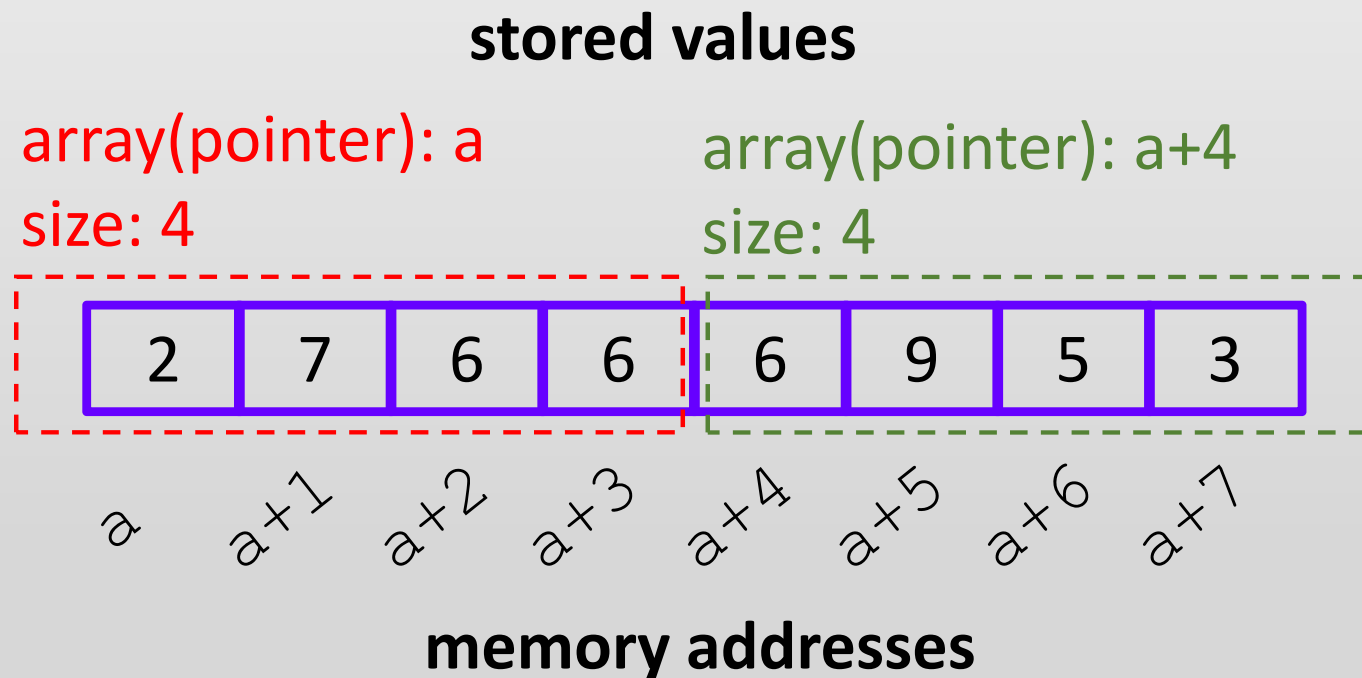 stored values
array(pointer): a
size: 4
array(pointer): a+4
size: 4
2 7 6 6 6 9 5 3
a a+1 a+2 a+3 a+4 a+5 a+6 a+7
memory addresses